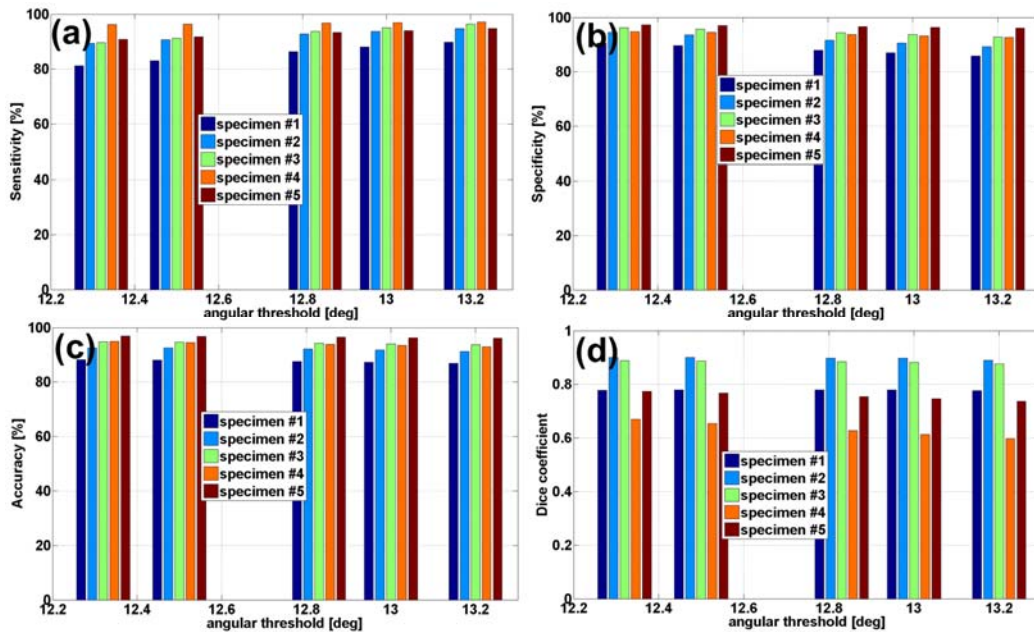 (a)
Sensitivity [%]
100
80
60
40
20
0
specimen #1
specimen #2
specimen #3
specimen #4
specimen #5
12.2 12.4 12.6 12.8 13 13.2
angular threshold [deg]
(b)
Specificity [%]
100
80
60
40
20
0
specimen #1
specimen #2
specimen #3
specimen #4
specimen #5
12.2 12.4 12.6 12.8 13 13.2
angular threshold [deg]
(c)
Accuracy [%]
100
80
60
40
20
0
specimen #1
specimen #2
specimen #3
specimen #4
specimen #5
12.2 12.4 12.6 12.8 13 13.2
angular threshold [deg]
(d)
Dice coefficient
1
0.8
0.6
0.4
0.2
0
specimen #1
specimen #2
specimen #3
specimen #4
specimen #5
12.2 12.4 12.6 12.8 13 13.2
angular threshold [deg]